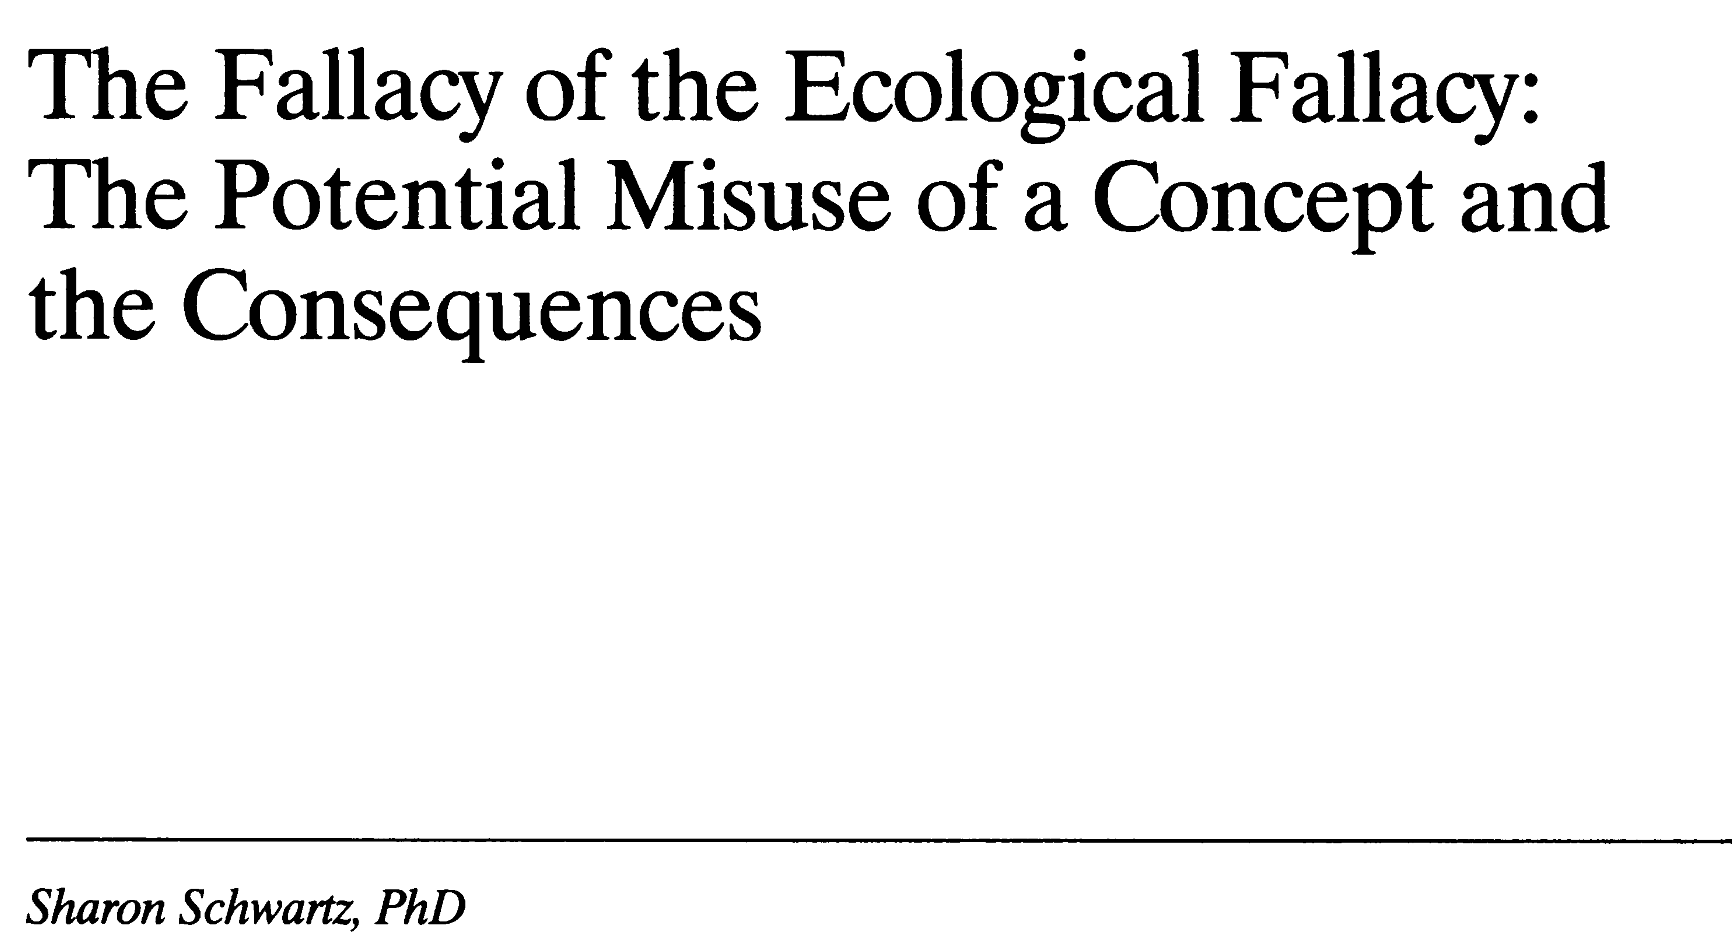 The Fallacy of the Ecological Fallacy:
The Potential Misuse of a Concept and
the Consequences
Sharon Schwartz, PhD